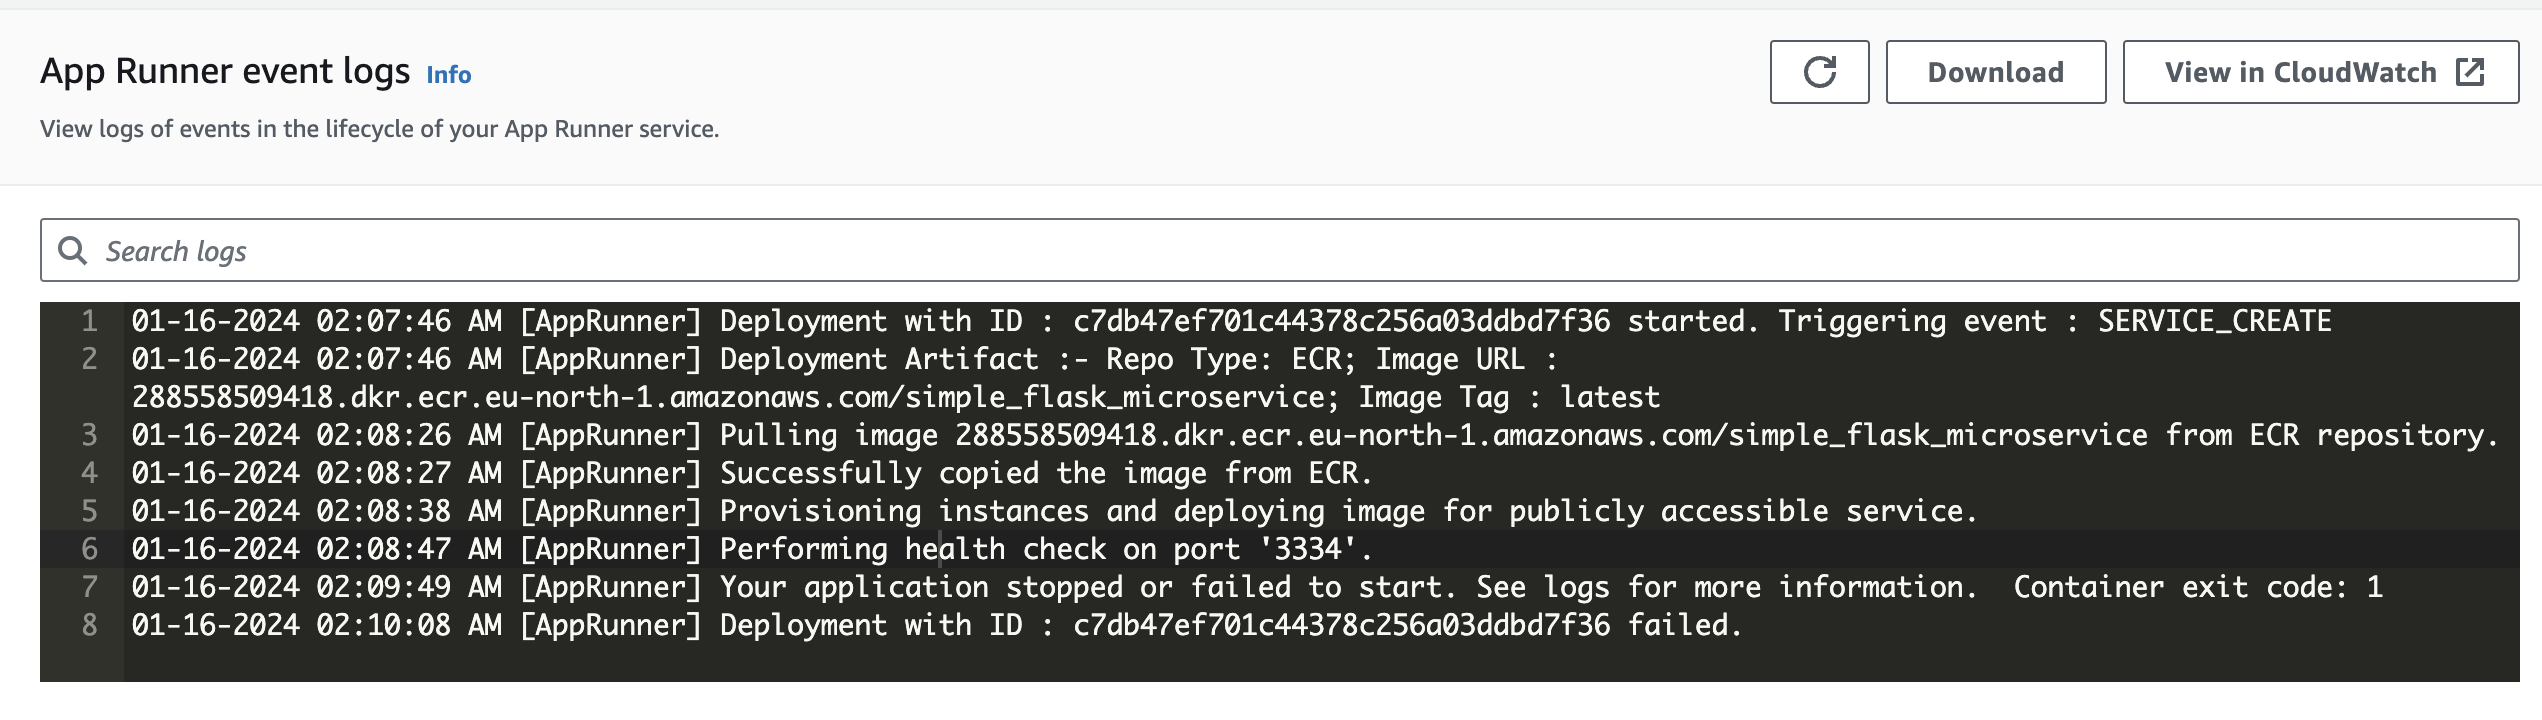 App Runner event logs Info
Download
View in CloudWatch
View logs of events in the lifecycle of your App Runner service.
Search logs
1 01-16-2024 02:07:46 AM [AppRunner] Deployment with ID : c7db47ef701c44378c256a03ddbd7f36 started. Triggering event : SERVICE_CREATE
2 01-16-2024 02:07:46 AM [AppRunner] Deployment Artifact :- Repo Type: ECR; Image URL :
288558509418.dkr.ecr.eu-north-1.amazonaws.com/simple_flask_microservice; Image Tag : latest
3 01-16-2024 02:08:26 AM [AppRunner] Pulling image 288558509418.dkr.ecr.eu-north-1.amazonaws.com/simple_flask_microservice from ECR repository.
4 01-16-2024 02:08:27 AM [AppRunner] Successfully copied the image from ECR.
5 01-16-2024 02:08:38 AM [AppRunner] Provisioning instances and deploying image for publicly accessible service.
6 01-16-2024 02:08:47 AM [AppRunner] Performing health check on port '3334'.
7 01-16-2024 02:09:49 AM [AppRunner] Your application stopped or failed to start. See logs for more information.  Container exit code: 1
8 01-16-2024 02:10:08 AM [AppRunner] Deployment with ID : c7db47ef701c44378c256a03ddbd7f36 failed.